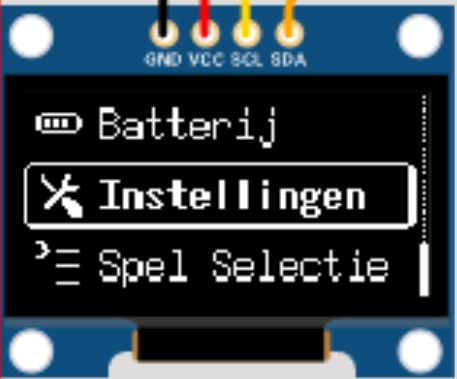 GND VCC SCL SDA
Batterij
Instellingen
Spel Selectie